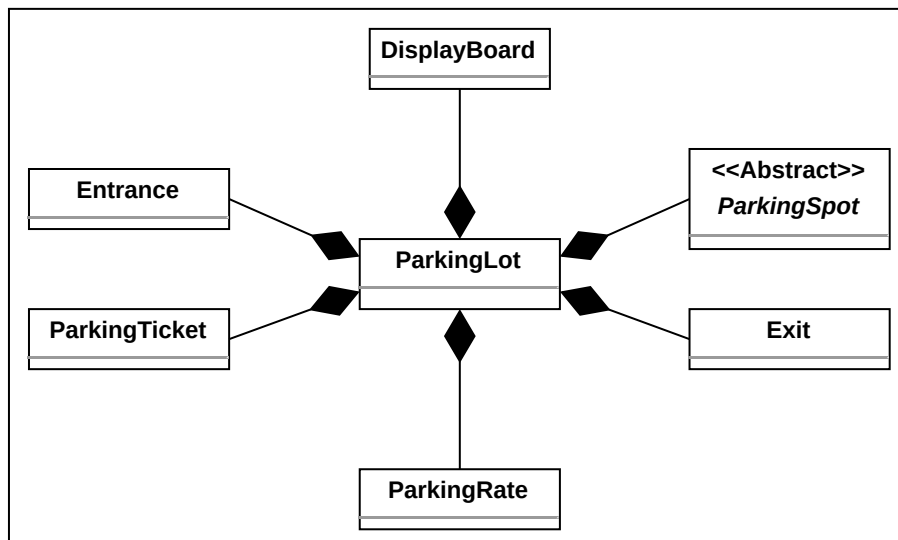 DisplayBoard
Entrance
<<Abstract>>
ParkingSpot
ParkingLot
ParkingTicket
Exit
ParkingRate